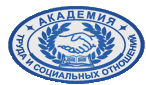 АКАДЕМИЯ
ТРУДА И СОЦИАЛЬНЫХ ОТНОШЕНИЙ